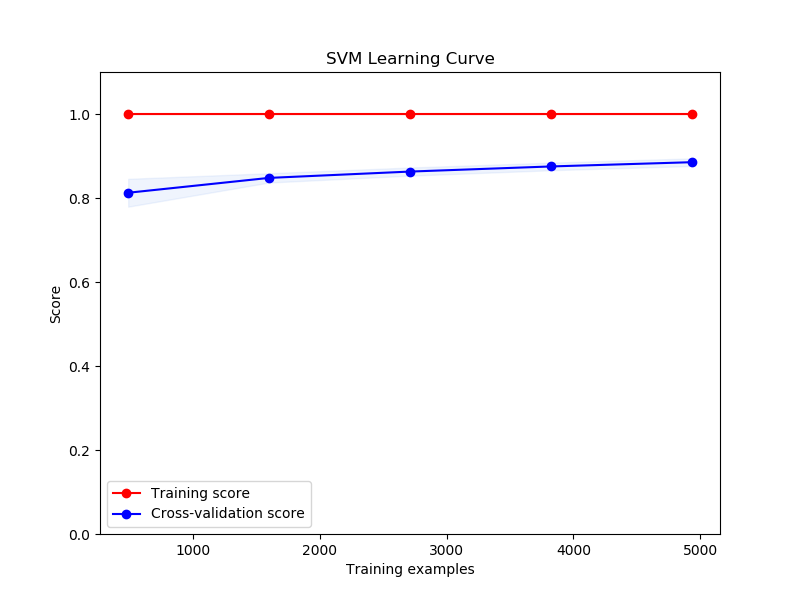 SVM Learning Curve
1.0
0.8
0.6
0.4
0.2
0.0
Score
Training score
Cross-validation score
1000 2000 3000 4000 5000
Training examples